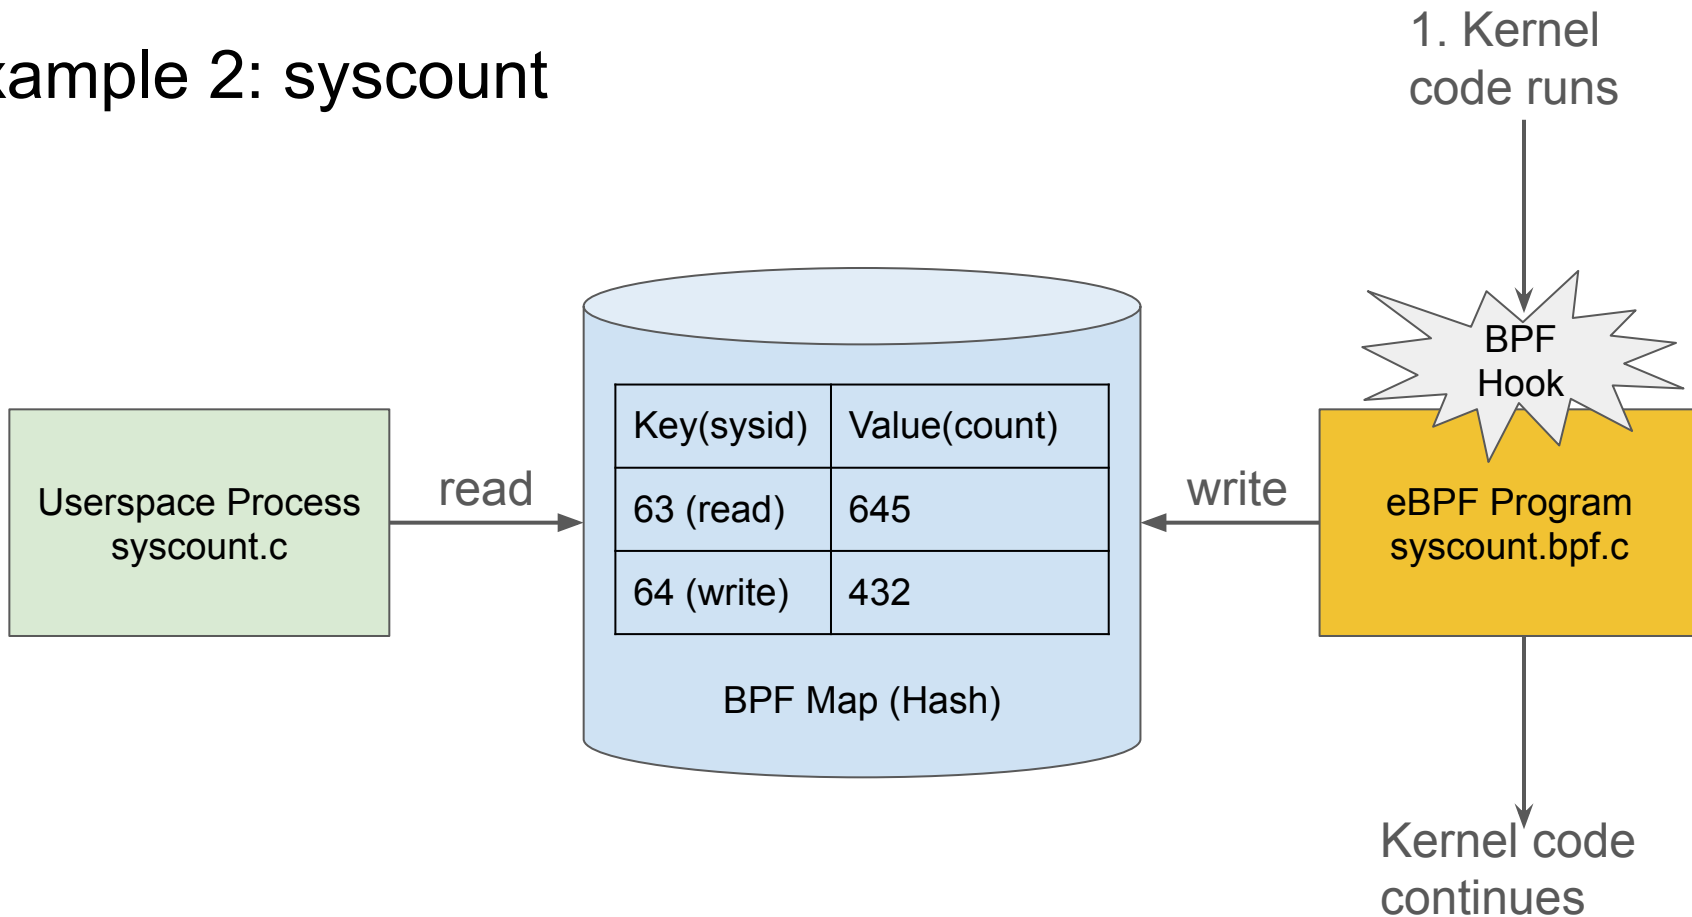 xample 2: syscount
1. Kernel
code runs
BPF
Hook
Userspace Process
syscount.c
read
Key(sysid) Value(count)
63 (read) 645
64 (write) 432
BPF Map (Hash)
write
eBPF Program
syscount.bpf.c
Kernel code
continues